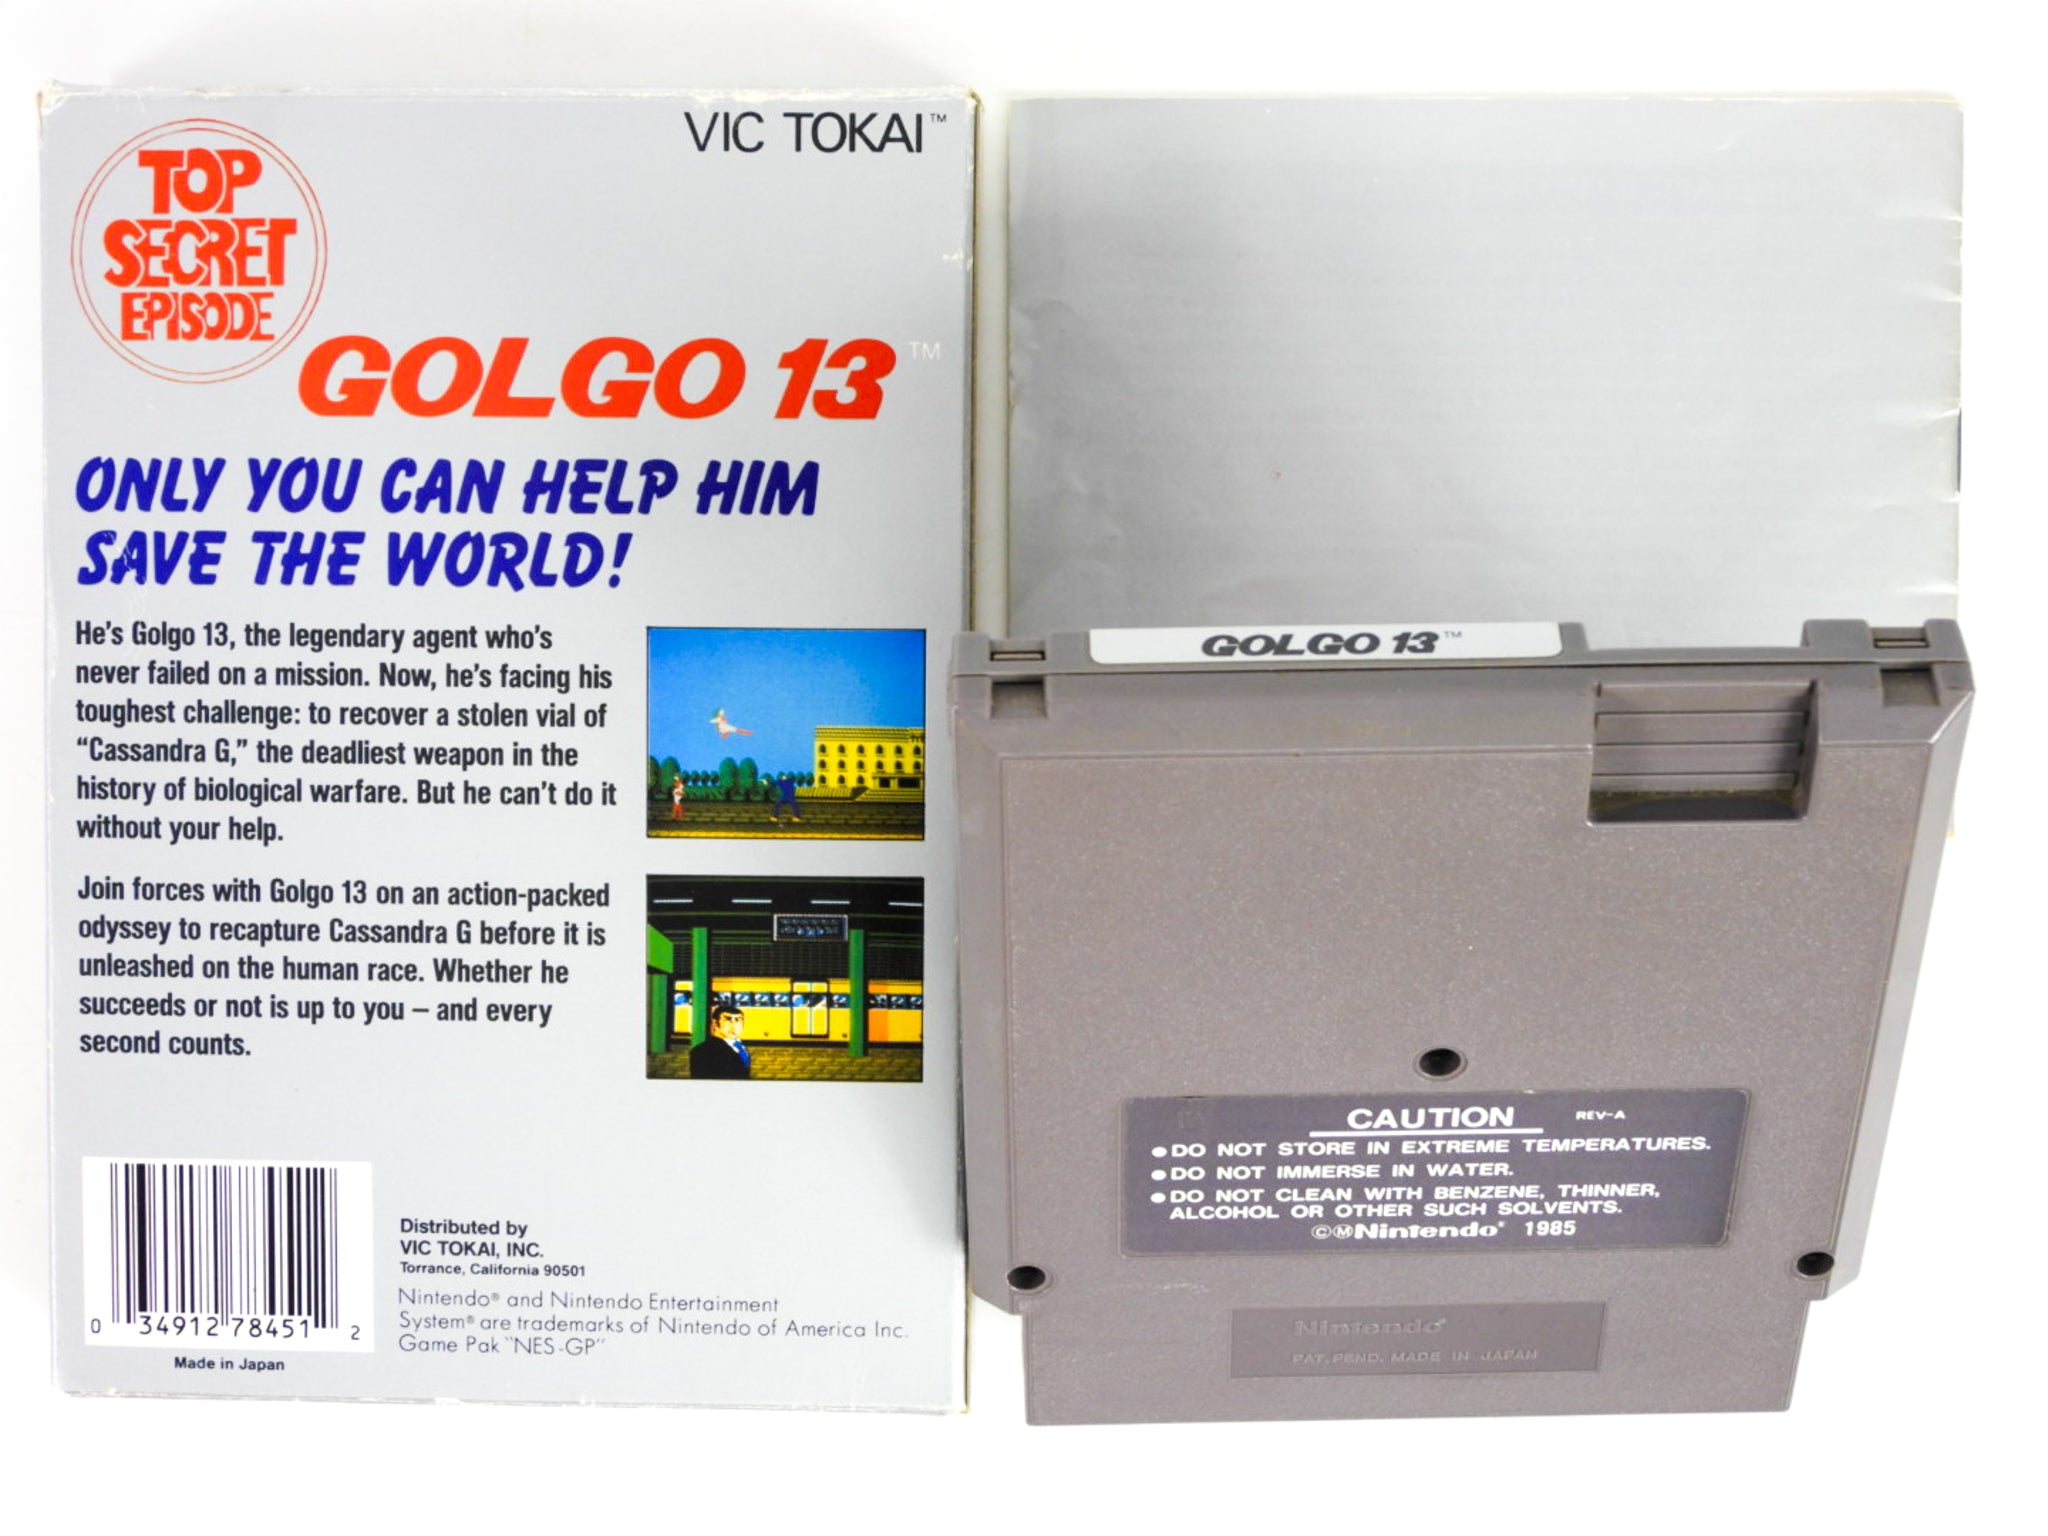 VIC TOKAI™
TOP
SECRET
EPISODE
GOLGO 13™
ONLY YOU CAN HELP HIM
SAVE THE WORLD!
He's Golgo 13, the legendary agent who's
never failed on a mission. Now, he's facing his
toughest challenge: to recover a stolen vial of
“Cassandra G,” the deadliest weapon in the
history of biological warfare. But he can't do it
without your help.
Join forces with Golgo 13 on an action-packed
odyssey to recapture Cassandra G before it is
unleashed on the human race. Whether he
succeeds or not is up to you – and every
second counts.
0 34912 78451 2
Made in Japan
Distributed by
VIC TOKAI, INC.
Torrance, California 90501
Nintendo® and Nintendo Entertainment
System® are trademarks of Nintendo of America Inc.
Game Pak “NES-GP”
GOLGO 13™
CAUTION REV-A
●DO NOT STORE IN EXTREME TEMPERATURES.
●DO NOT IMMERSE IN WATER.
●DO NOT CLEAN WITH BENZENE, THINNER,
ALCOHOL OR OTHER SUCH SOLVENTS.
©ⓂNintendo® 1985
Nintendo®
PAT. PEND. MADE IN JAPAN